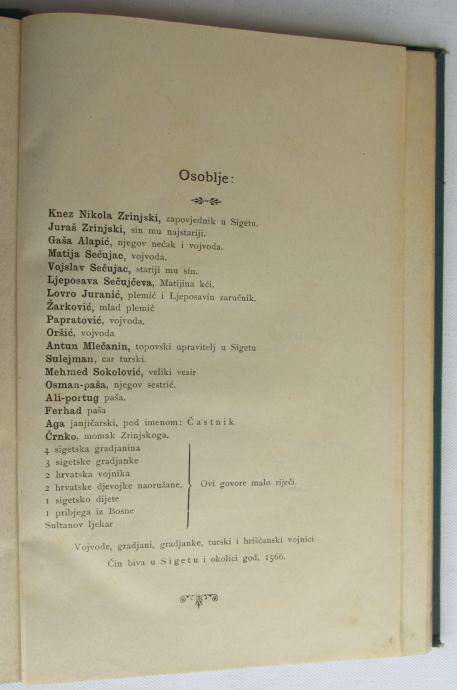 Osoblje:
Knez Nikola Zrinjski, zapovjednik u Sigetu.
Juraš Zrinjski, sin mu najstariji.
Gaša Alapić, njegov nećak i vojvoda.
Matija Sečujac, vojvoda.
Vojslav Sečujac, stariji mu sin.
Ljeposava Sečujčeva, Matijina kći.
Lovro Juranić, plemić i Ljeposavin zaručnik.
Žarković, mlad plemić
Papratović, vojvoda.
Oršić, vojvoda
Antun Mlečanin, topovski upravitelj u Sigetu
Sulejman, car turski.
Mehmed Sokolović, veliki vezir
Osman-paša, njegov sestrić.
Ali-portug paša.
Ferhad paša
Aga janjičarski, pod imenom: Častnik.
Črnko, momak Zrinjskoga.
4 sigetska gradjanina
3 sigetske gradjanke
2 hrvatska vojnika
2 hrvatske djevojke naoružane.
1 sigetsko dijete
1 pribjega iz Bosne
Sultanov ljekar
Ovi govore malo riječi.
Vojvode, gradjani, gradjanke, turski i hrišćanski vojnici
Čin biva u Sigetu i okolici god. 1566.